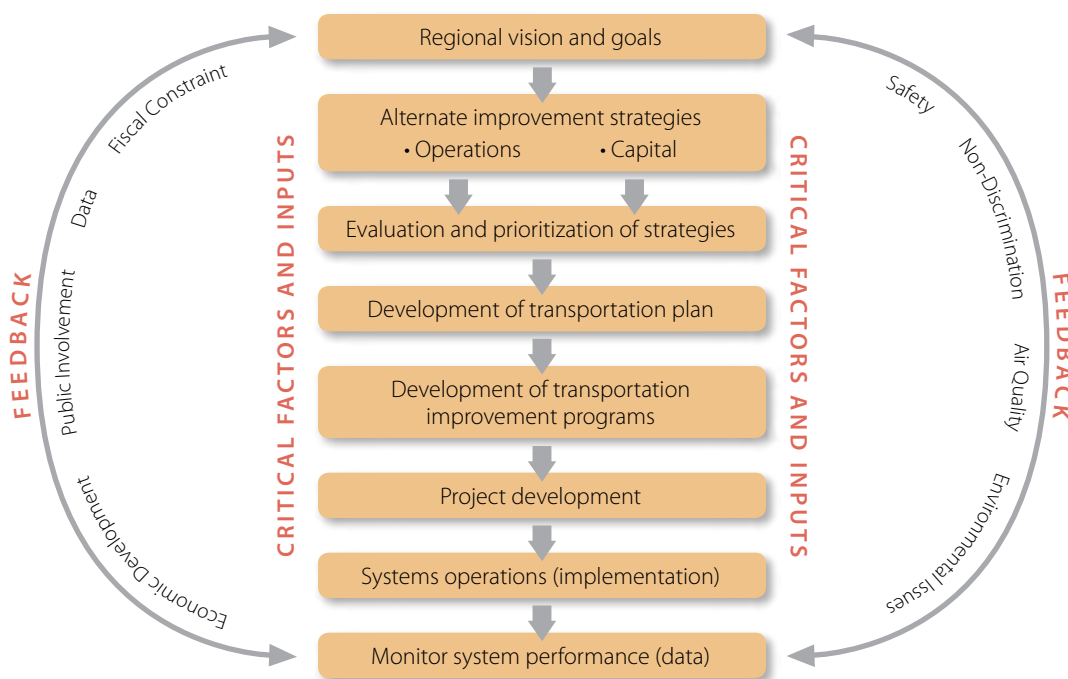 Regional vision and goals
Alternate improvement strategies
• Operations • Capital
Evaluation and prioritization of strategies
Development of transportation plan
Development of transportation
improvement programs
Project development
Systems operations (implementation)
Monitor system performance (data)
CRITICAL FACTORS AND INPUTS
CRITICAL FACTORS AND INPUTS
FEEDBACK
Fiscal Constraint
Data
Public Involvement
Economic Development
FEEDBACK
Safety
Non-Discrimination
Air Quality
Environmental Issues